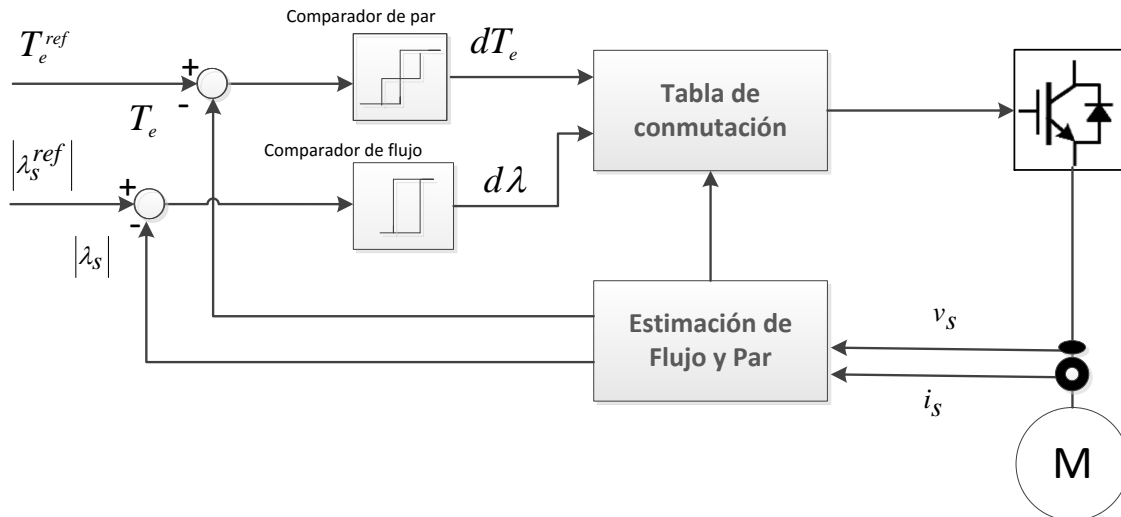 Comparador de par
T_e^{ref}
+
-
dT_e
T_e
Tabla de
conmutación
Comparador de flujo
|λ_s^{ref}|
+
-
dλ
|λ_s|
Estimación de
Flujo y Par
v_s
i_s
M